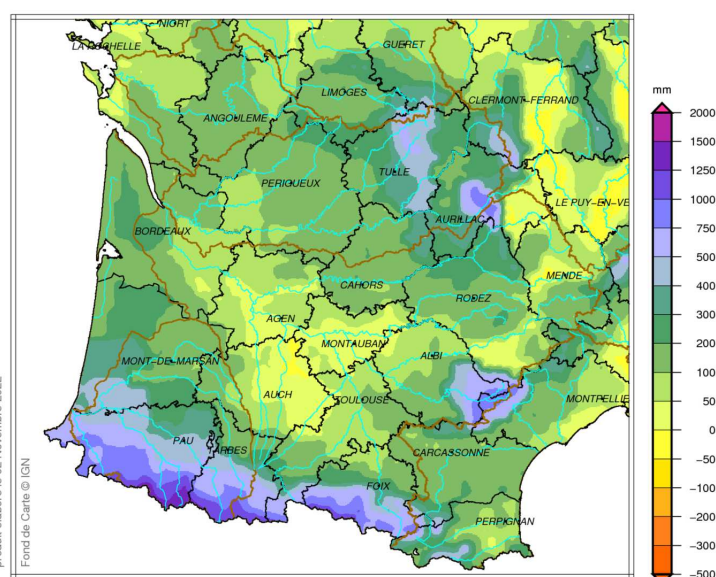 NIORT
LA ROCHELLE
GUERET
LIMOGES
CLERMONT-FERRAND
ANGOULEME
TULLE
PERIGUEUX
LE PUY-EN-VE
AURILLAC
BORDEAUX
MENDE
CAHORS
RODEZ
AGEN
MONTAUBAN
ALBI
MONT-DE-MARSAN
AUCH
TOULOUSE
MONTPELLIE
PAU
TARBES
CARCASSONNE
FOIX
PERPIGNAN
mm
2000
1500
1250
1000
750
500
400
300
200
100
50
0
-50
-100
-200
-300
-500
Fond de Carte © IGN